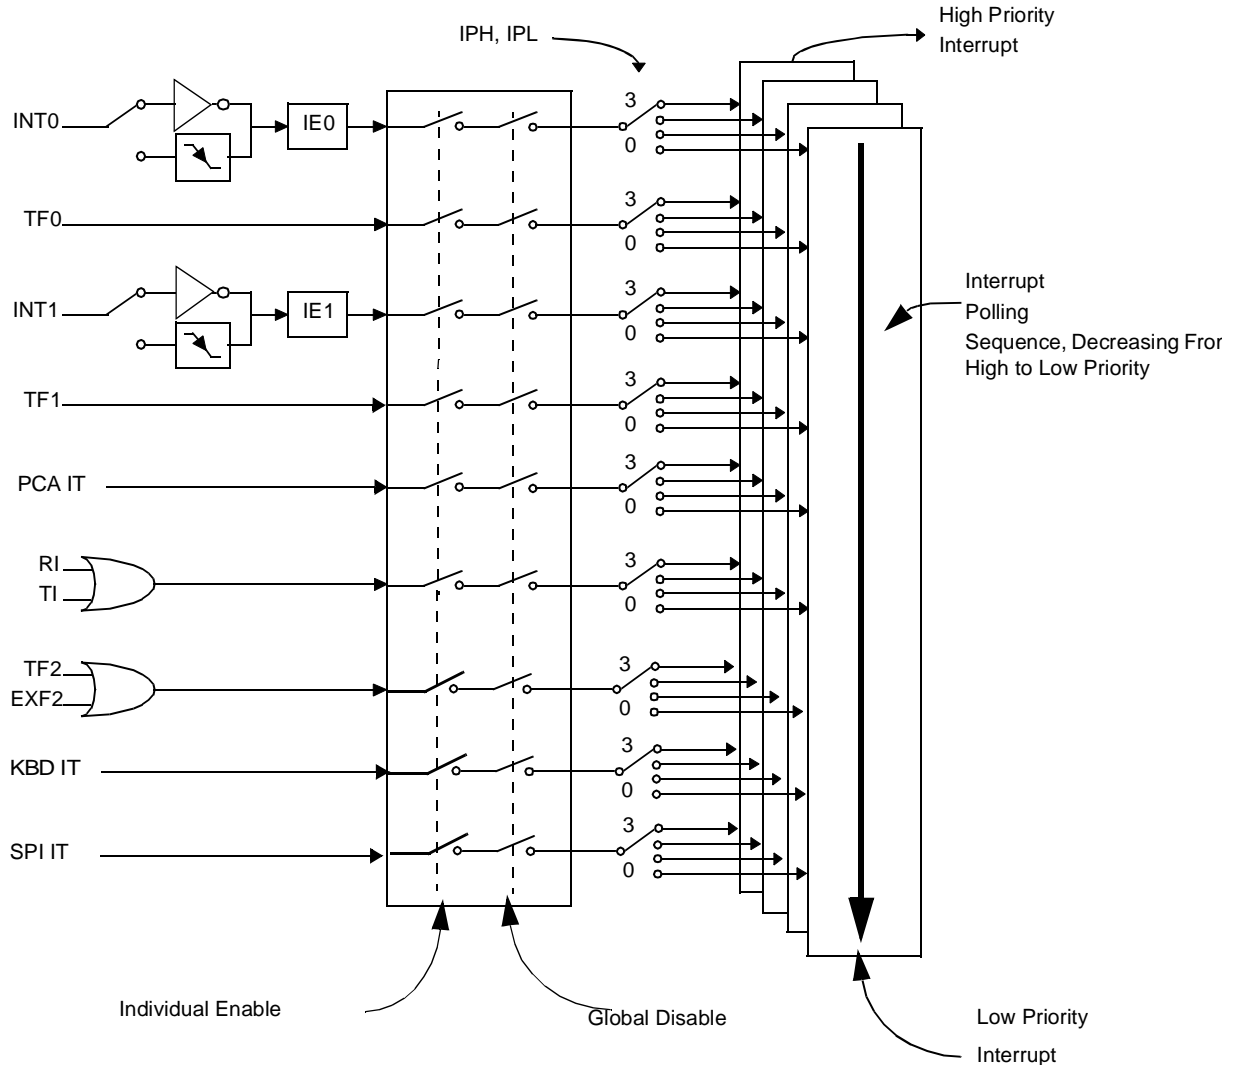 High Priority
Interrupt
IPH, IPL
INT0
IE0
3
0
TF0
3
0
INT1
IE1
3
0
Interrupt
Polling
Sequence, Decreasing Fror
High to Low Priority
TF1
3
0
PCA IT
3
0
RI
TI
3
0
TF2
EXF2
3
0
KBD IT
3
0
SPI IT
3
0
Individual Enable
Global Disable
Low Priority
Interrupt